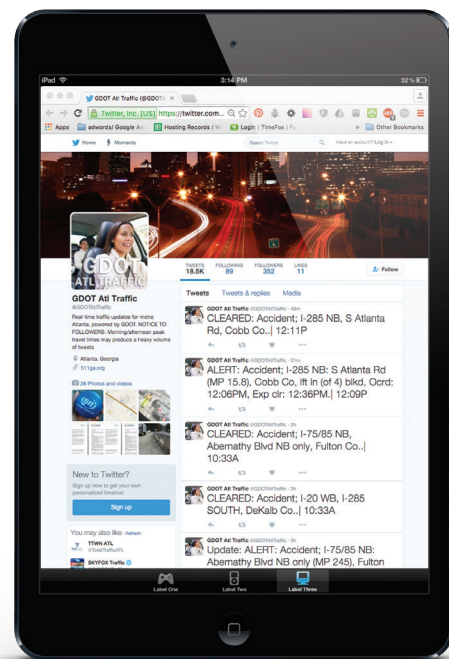 iPad 3:14 PM 32%
GDOT Atl Traffic (@GDOTA
Twitter, Inc. [US] https://twitter.com...
Apps adwords/ Google An Hosting Records / W Login | TimeFox | Fu » Other Bookmarks
Home Moments Search Twitter Have an account? Log in
GDOT
ATL TRAFFIC
TWEETS FOLLOWING FOLLOWERS LIKES
18.5K 89 352 11
Follow
GDOT Atl Traffic
@GDOTAtlTraffic
Real-time traffic updates for metro
Atlanta, powered by GDOT. NOTICE TO
FOLLOWERS: Morning/afternoon peak
travel times may produce a heavy volume
of tweets
Atlanta, Georgia
511ga.org
26 Photos and videos
511
New to Twitter?
Sign up now to get your own
personalized timeline!
Sign up
You may also like · Refresh
TTWN ATL
@TotalTrafficATL
SKYFOX Traffic
Tweets Tweets & replies Media
GDOT Atl Traffic @GDOTAtlTraffic · 49m
CLEARED: Accident; I-285 NB, S Atlanta
Rd, Cobb Co..| 12:11P
GDOT Atl Traffic @GDOTAtlTraffic · 51m
ALERT: Accident; I-285 NB: S Atlanta Rd
(MP 15.8), Cobb Co, lft ln (of 4) blkd, Ocrd:
12:06PM, Exp clr: 12:36PM.| 12:09P
GDOT Atl Traffic @GDOTAtlTraffic · 2h
CLEARED: Accident; I-75/85 NB,
Abernathy Blvd NB only, Fulton Co..|
10:33A
GDOT Atl Traffic @GDOTAtlTraffic · 2h
CLEARED: Accident; I-20 WB, I-285
SOUTH, DeKalb Co..| 10:33A
GDOT Atl Traffic @GDOTAtlTraffic · 2h
Update: ALERT: Accident; I-75/85 NB:
Abernathy Blvd NB only (MP 245), Fulton
Label One Label Two Label Three